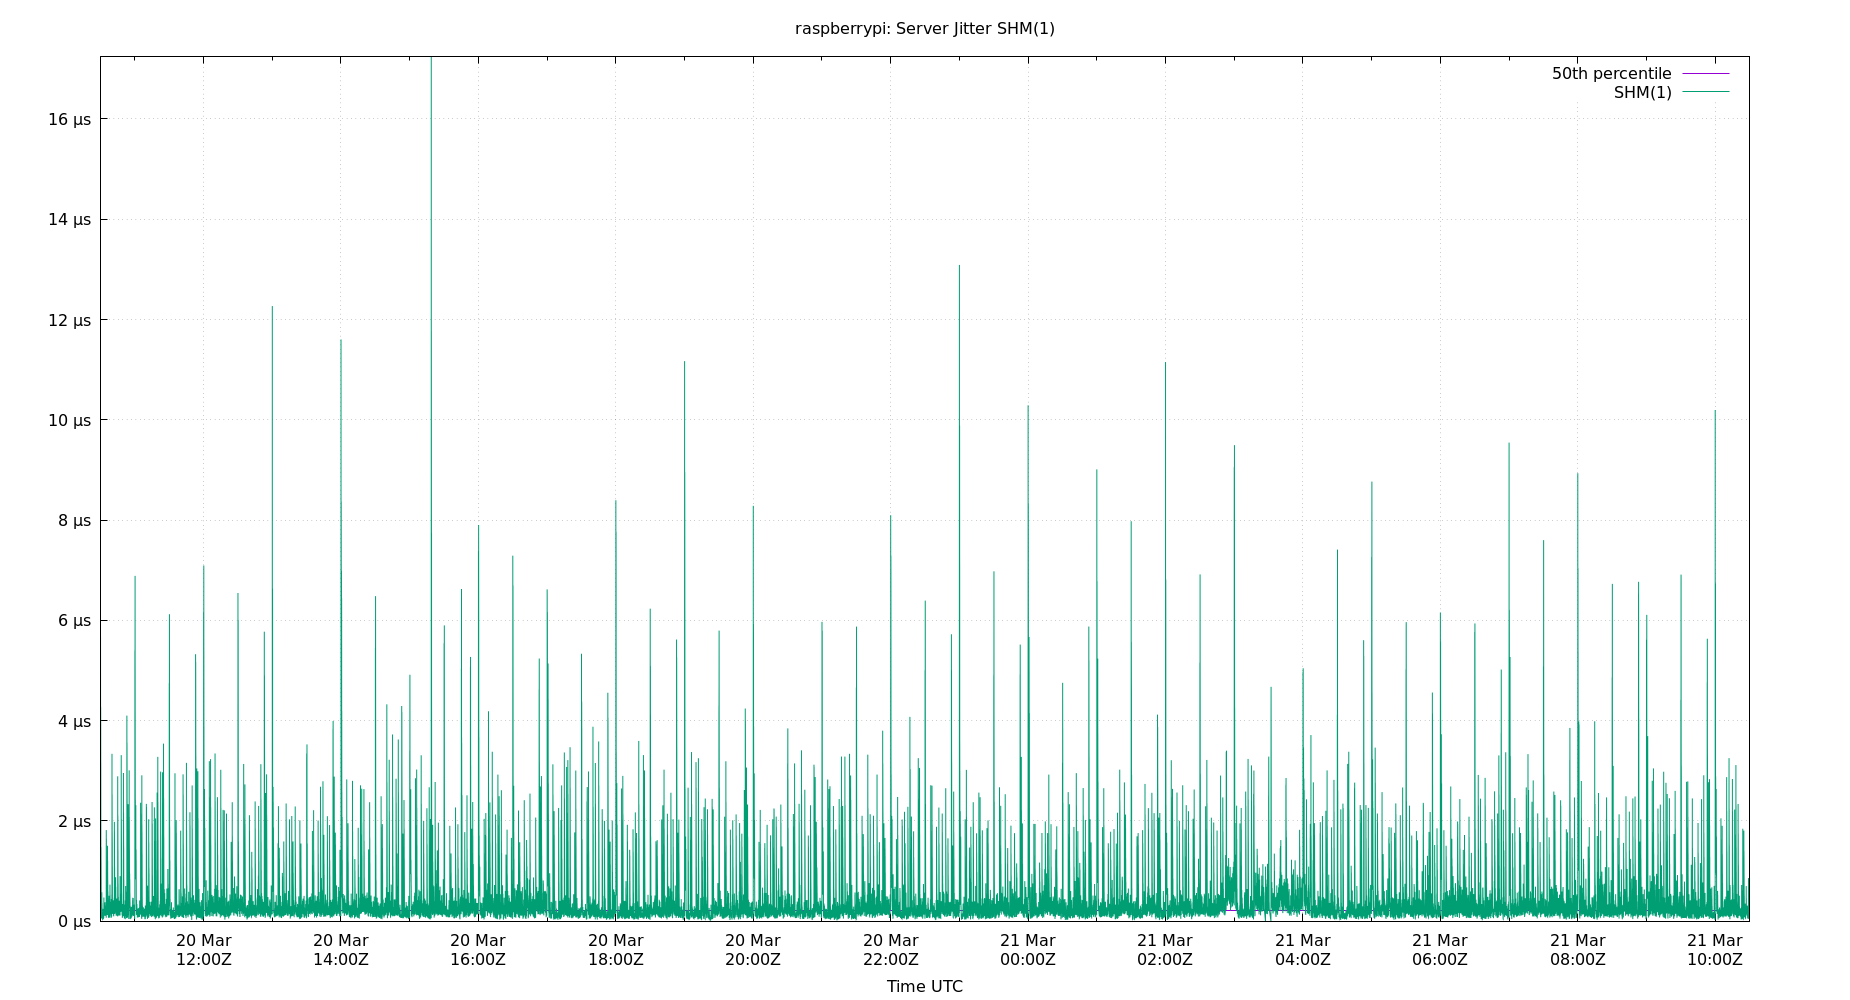 raspberrypi: Server Jitter SHM(1)
50th percentile
SHM(1)
16 µs
14 µs
12 µs
10 µs
8 µs
6 µs
4 µs
2 µs
0 µs
20 Mar 20 Mar 20 Mar 20 Mar 20 Mar 20 Mar 21 Mar 21 Mar 21 Mar 21 Mar 21 Mar 21 Mar
12:00Z 14:00Z 16:00Z 18:00Z 20:00Z 22:00Z 00:00Z 02:00Z 04:00Z 06:00Z 08:00Z 10:00Z
Time UTC